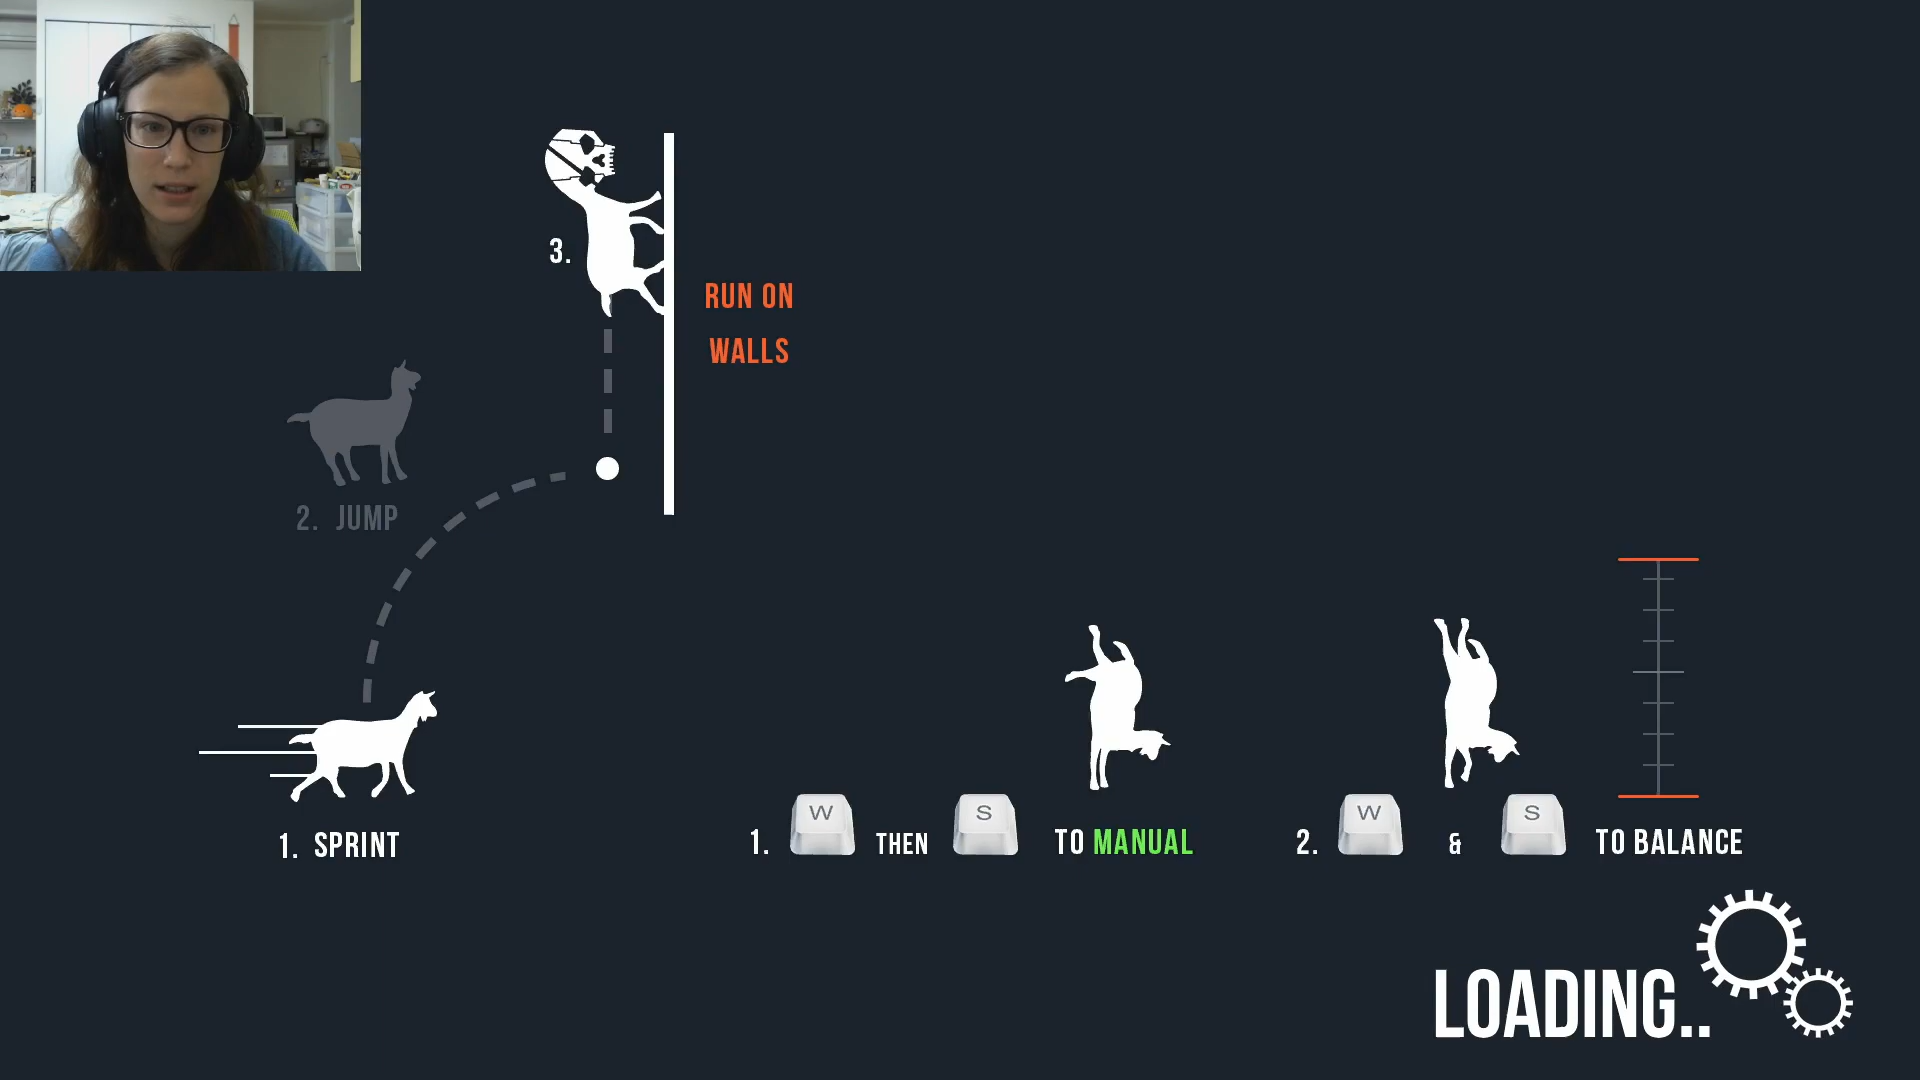 3.
RUN ON
WALLS
2. JUMP
1. SPRINT
1. W THEN S TO MANUAL
2. W & S TO BALANCE
LOADING..